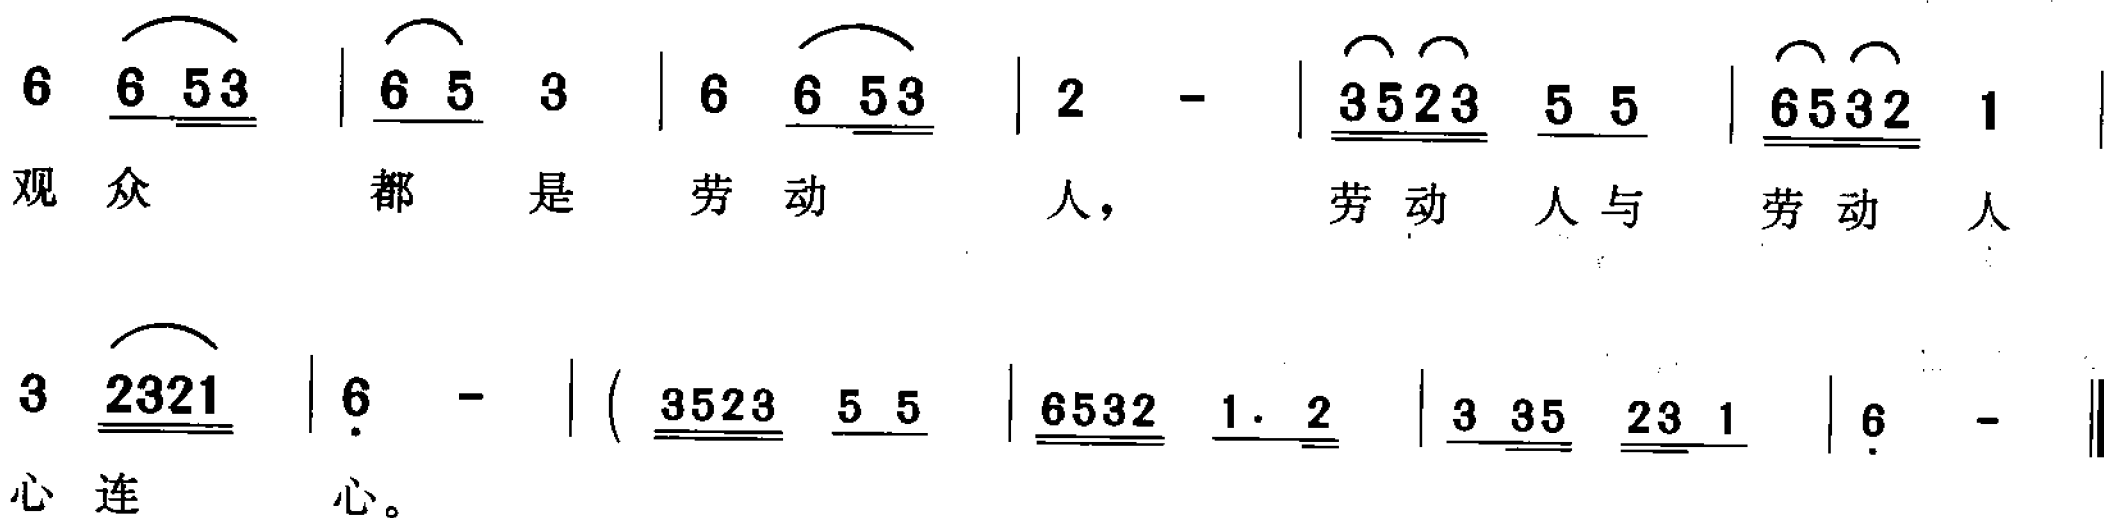 6 6 53 | 6 5 3 | 6 6 53 | 2 - | 3523 5 5 | 6532 1 |
观 众 都 是 劳 动 人， 劳 动 人 与 劳 动 人
3 2321 | 6̣ - | ( 3523 5 5 | 6532 1. 2 | 3 35 23 1 | 6̣ - ‖
心 连 心。